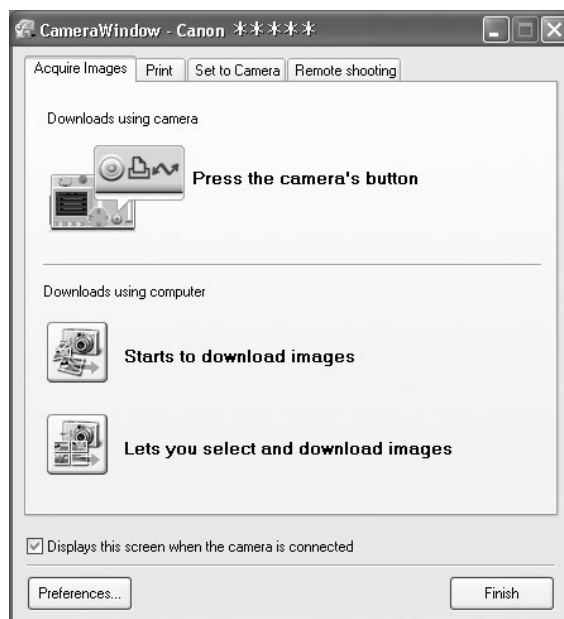 CameraWindow - Canon *****
Acquire Images Print Set to Camera Remote shooting
Downloads using camera
Press the camera's button
Downloads using computer
Starts to download images
Lets you select and download images
Displays this screen when the camera is connected
Preferences... Finish